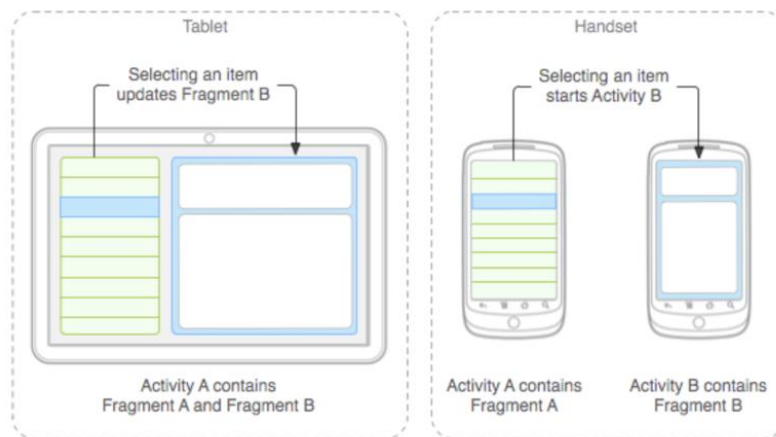 Tablet
Selecting an item
updates Fragment B
Activity A contains
Fragment A and Fragment B
Handset
Selecting an item
starts Activity B
Activity A contains
Fragment A
Activity B contains
Fragment B